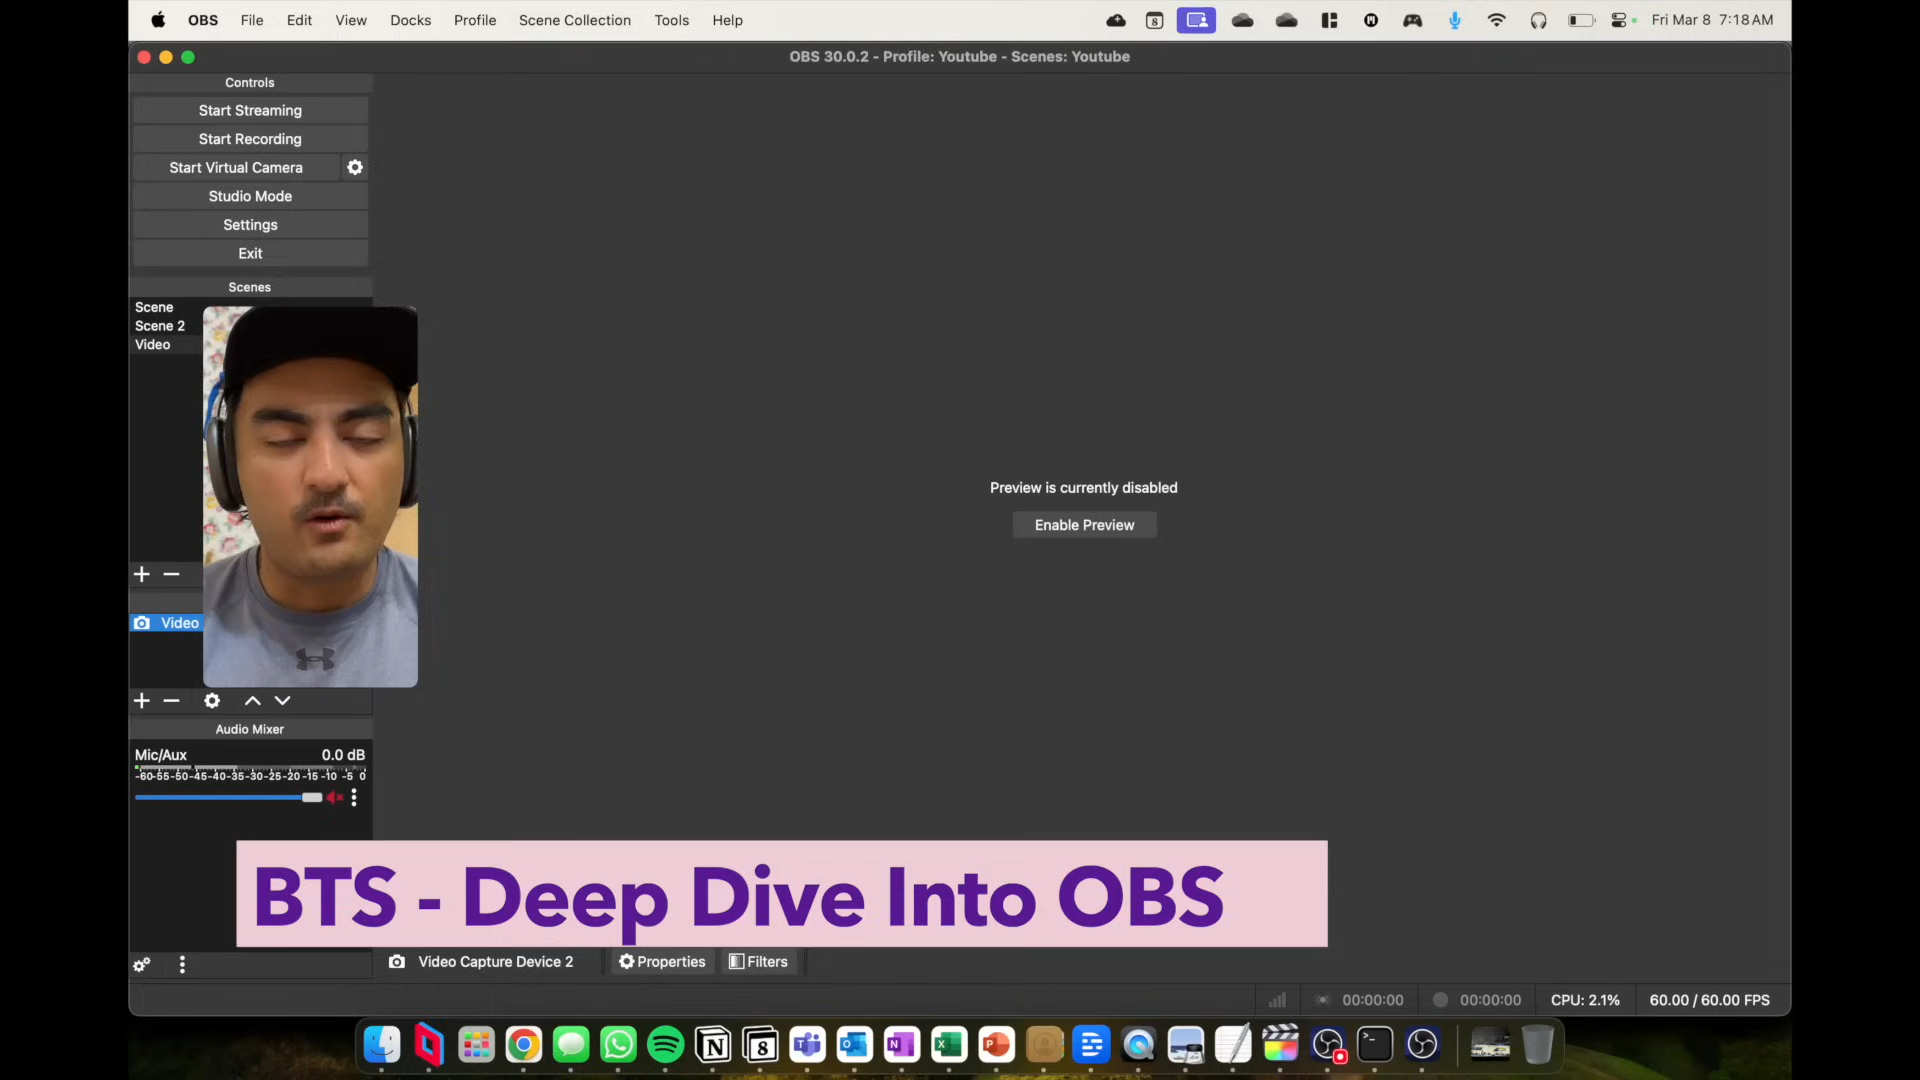 OBS File Edit View Docks Profile Scene Collection Tools Help
8
Fri Mar 8 7:18 AM
OBS 30.0.2 - Profile: Youtube - Scenes: Youtube
Controls
Start Streaming
Start Recording
Start Virtual Camera
Studio Mode
Settings
Exit
Scenes
Scene
Scene 2
Video
Preview is currently disabled
Enable Preview
Video
Audio Mixer
Mic/Aux 0.0 dB
-60-55-50-45-40-35-30-25-20-15-10 -5 0
BTS - Deep Dive Into OBS
Video Capture Device 2 Properties Filters
00:00:00 00:00:00 CPU: 2.1% 60.00 / 60.00 FPS
8